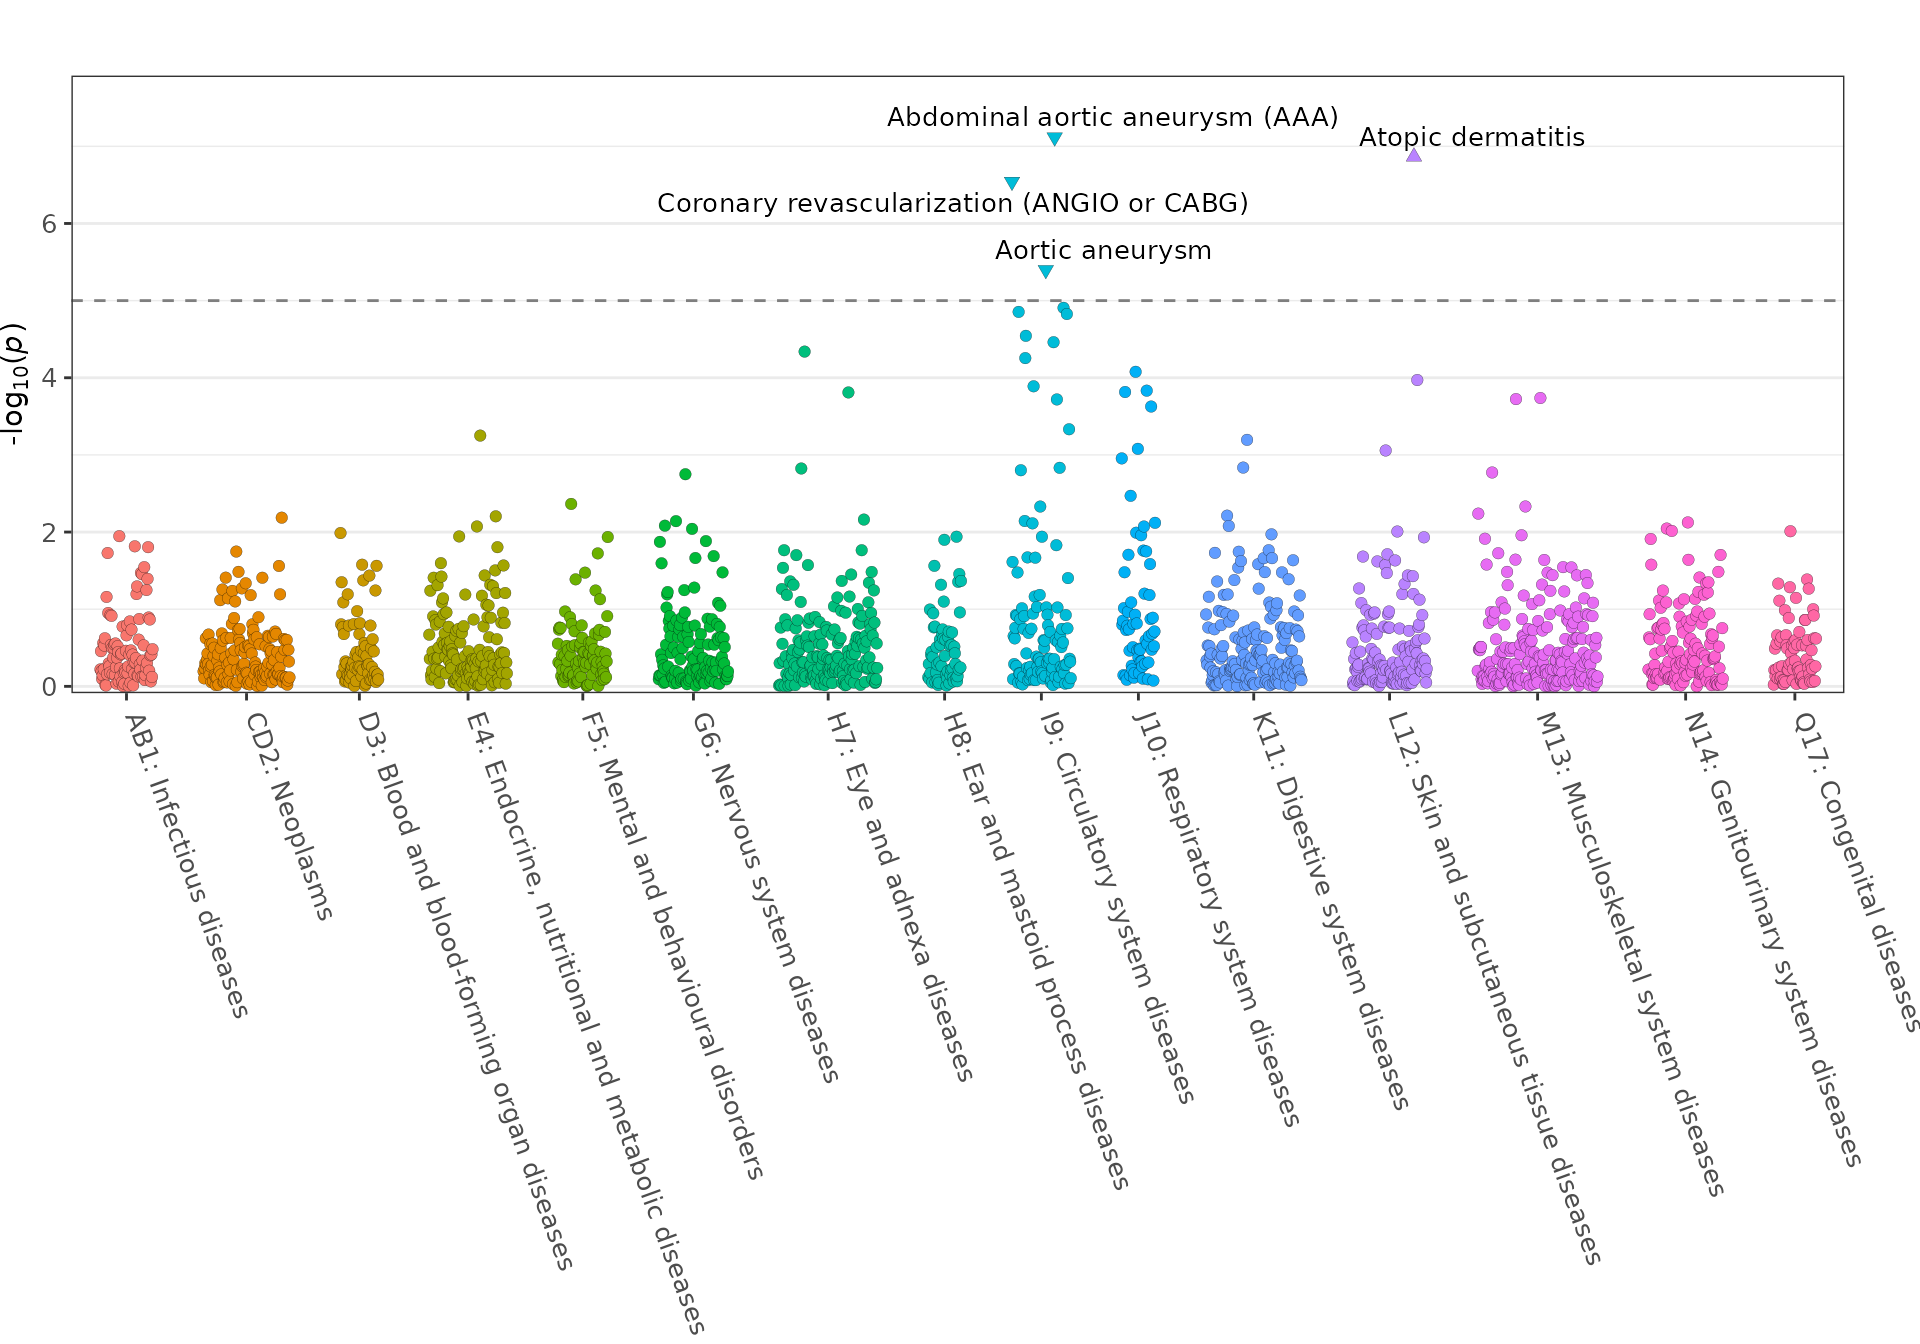 Abdominal aortic aneurysm (AAA)
Atopic dermatitis
Coronary revascularization (ANGIO or CABG)
Aortic aneurysm
-log10(p)
6
4
2
0
AB1: Infectious diseases
CD2: Neoplasms
D3: Blood and blood-forming organ diseases
E4: Endocrine, nutritional and metabolic diseases
F5: Mental and behavioural disorders
G6: Nervous system diseases
H7: Eye and adnexa diseases
H8: Ear and mastoid process diseases
I9: Circulatory system diseases
J10: Respiratory system diseases
K11: Digestive system diseases
L12: Skin and subcutaneous tissue diseases
M13: Musculoskeletal system diseases
N14: Genitourinary system diseases
Q17: Congenital diseases